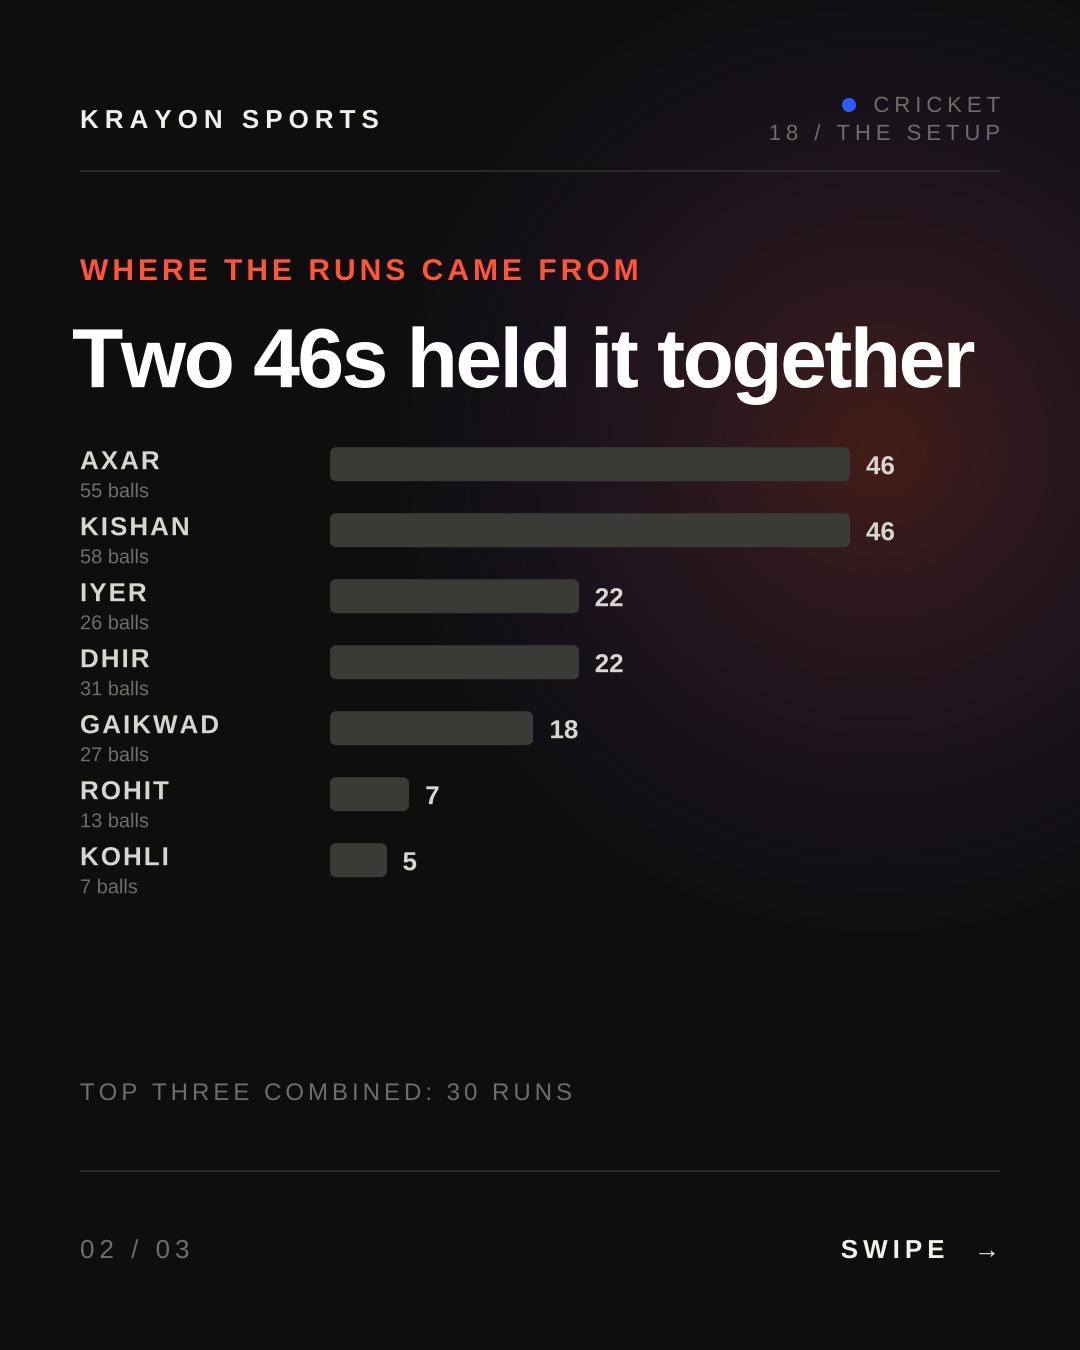 KRAYON SPORTS
CRICKET
18 / THE SETUP
WHERE THE RUNS CAME FROM
Two 46s held it together
AXAR
46
55 balls
KISHAN
46
58 balls
IYER
22
26 balls
DHIR
22
31 balls
GAIKWAD
18
27 balls
ROHIT
7
13 balls
KOHLI
5
7 balls
TOP THREE COMBINED: 30 RUNS
02 / 03
SWIPE →